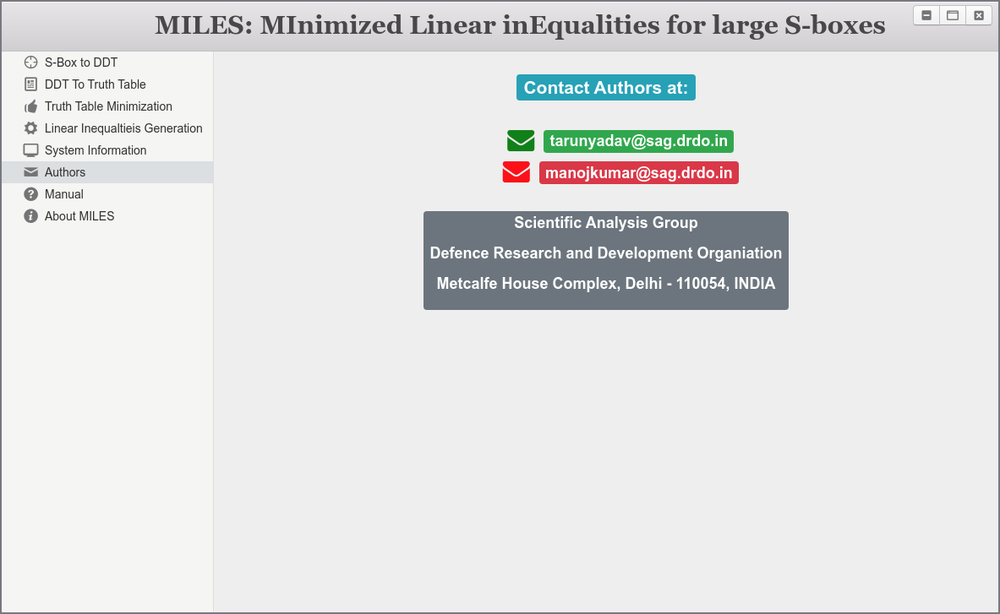 MILES: MInimized Linear inEqualities for large S-boxes
S-Box to DDT
DDT To Truth Table
Truth Table Minimization
Linear Inequaltieis Generation
System Information
Authors
Manual
About MILES
Contact Authors at:
tarunyadav@sag.drdo.in
manojkumar@sag.drdo.in
Scientific Analysis Group
Defence Research and Development Organiation
Metcalfe House Complex, Delhi - 110054, INDIA